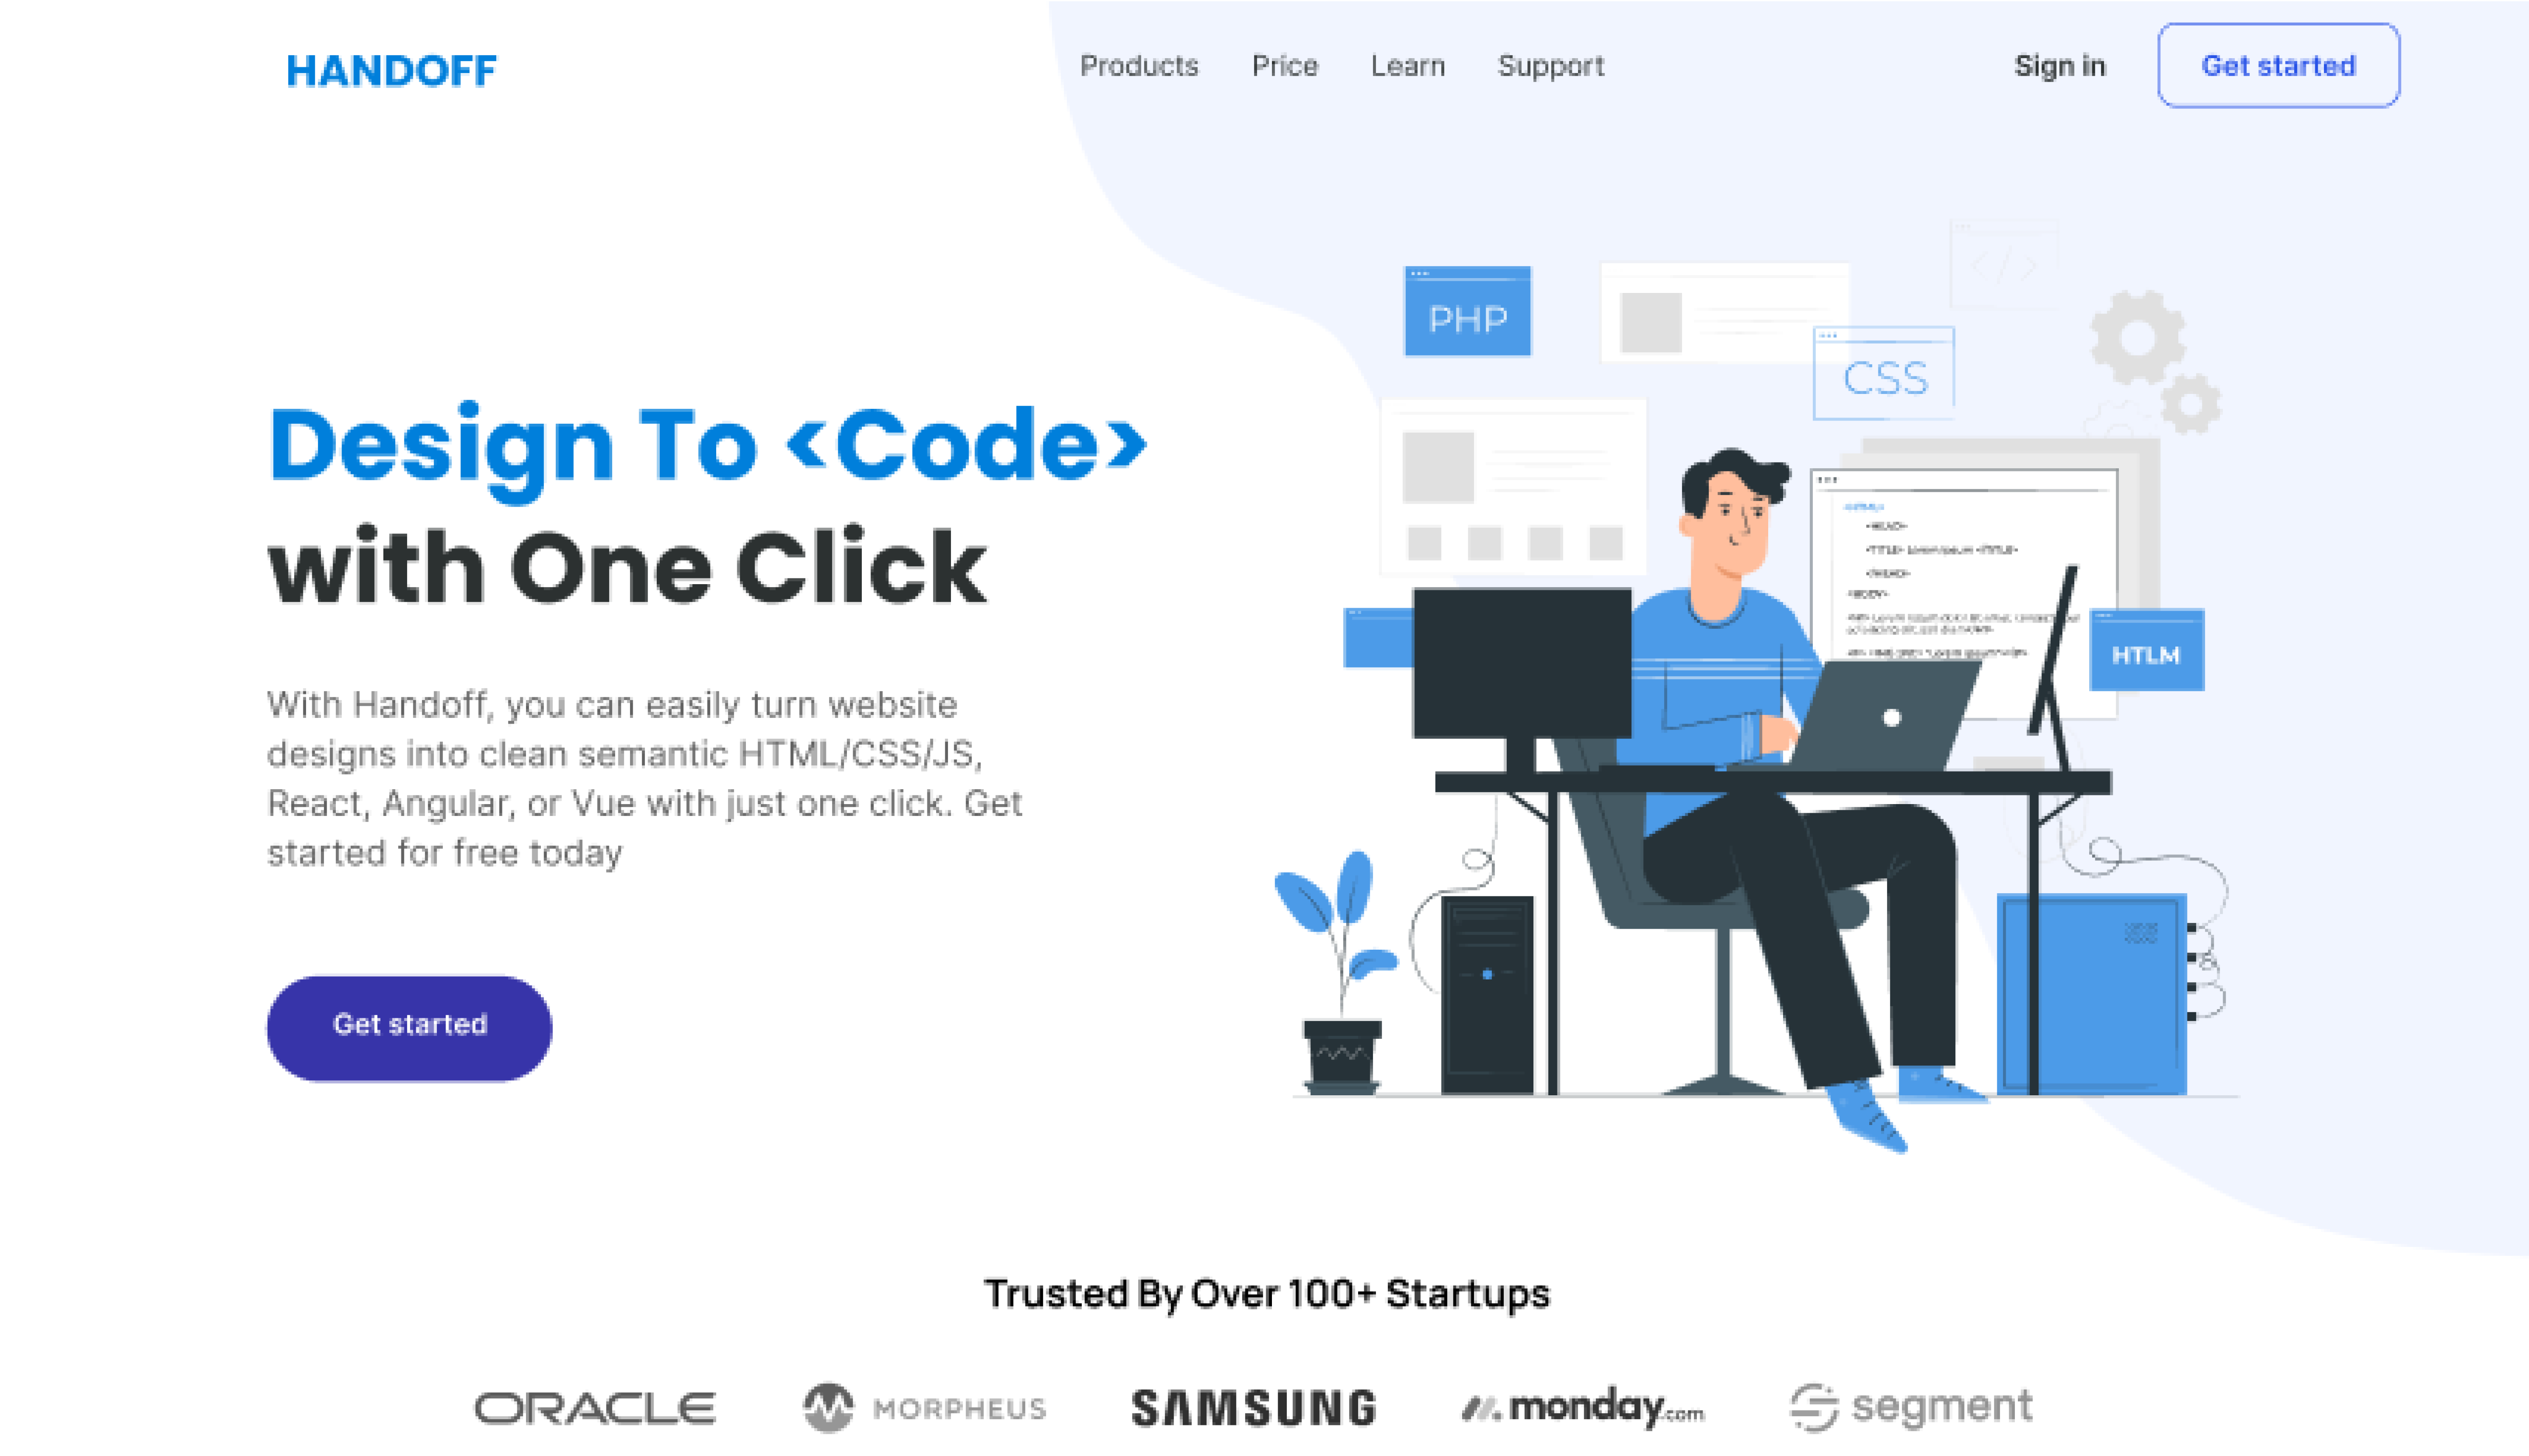 HANDOFF
Products Price Learn Support
Sign in
Get started
PHP
CSS
Design To <Code>
with One Click
<HEAD>
<BODY>
HTLM
With Handoff, you can easily turn website
designs into clean semantic HTML/CSS/JS,
React, Angular, or Vue with just one click. Get
started for free today
Get started
Trusted By Over 100+ Startups
ORACLE
MORPHEUS
SAMSUNG
monday.com
segment